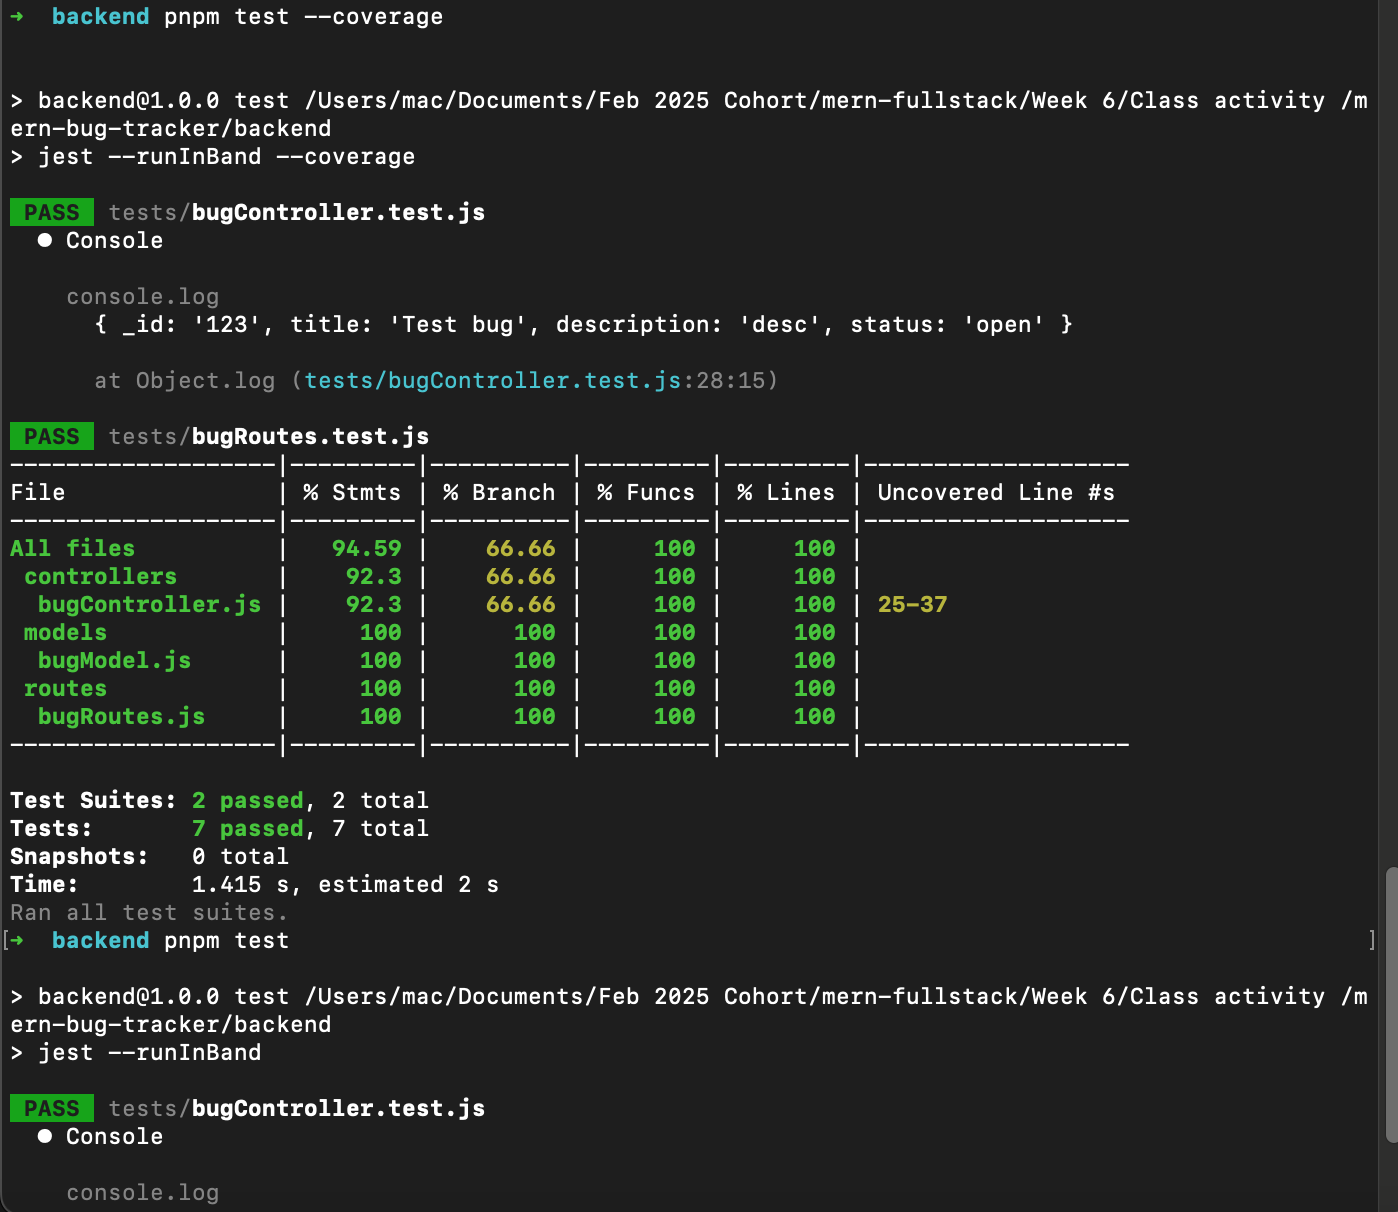 ➜  backend pnpm test --coverage
> backend@1.0.0 test /Users/mac/Documents/Feb 2025 Cohort/mern-fullstack/Week 6/Class activity /m
ern-bug-tracker/backend
> jest --runInBand --coverage
PASS  tests/bugController.test.js
  ● Console
    console.log
      { _id: '123', title: 'Test bug', description: 'desc', status: 'open' }
      at Object.log (tests/bugController.test.js:28:15)
PASS  tests/bugRoutes.test.js
-------------------|---------|----------|---------|---------|-------------------
File               | % Stmts | % Branch | % Funcs | % Lines | Uncovered Line #s
-------------------|---------|----------|---------|---------|-------------------
All files          |   94.59 |    66.66 |     100 |     100 |
 controllers       |    92.3 |    66.66 |     100 |     100 |
  bugController.js |    92.3 |    66.66 |     100 |     100 | 25-37
 models            |     100 |      100 |     100 |     100 |
  bugModel.js      |     100 |      100 |     100 |     100 |
 routes            |     100 |      100 |     100 |     100 |
  bugRoutes.js     |     100 |      100 |     100 |     100 |
-------------------|---------|----------|---------|---------|-------------------
Test Suites: 2 passed, 2 total
Tests:       7 passed, 7 total
Snapshots:   0 total
Time:        1.415 s, estimated 2 s
Ran all test suites.
[➜  backend pnpm test ]
> backend@1.0.0 test /Users/mac/Documents/Feb 2025 Cohort/mern-fullstack/Week 6/Class activity /m
ern-bug-tracker/backend
> jest --runInBand
PASS  tests/bugController.test.js
  ● Console
    console.log